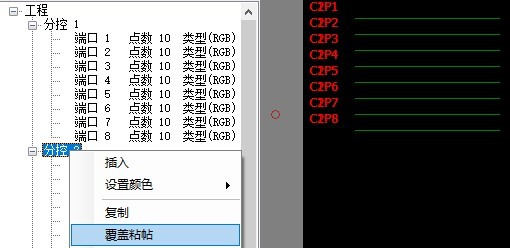 工程
分控 1
端口 1 点数 10 类型(RGB)
端口 2 点数 10 类型(RGB)
端口 3 点数 10 类型(RGB)
端口 4 点数 10 类型(RGB)
端口 5 点数 10 类型(RGB)
端口 6 点数 10 类型(RGB)
端口 7 点数 10 类型(RGB)
端口 8 点数 10 类型(RGB)
分控 2
插入
设置颜色
复制
覆盖粘帖
C2P1
C2P2
C2P3
C2P4
C2P5
C2P6
C2P7
C2P8